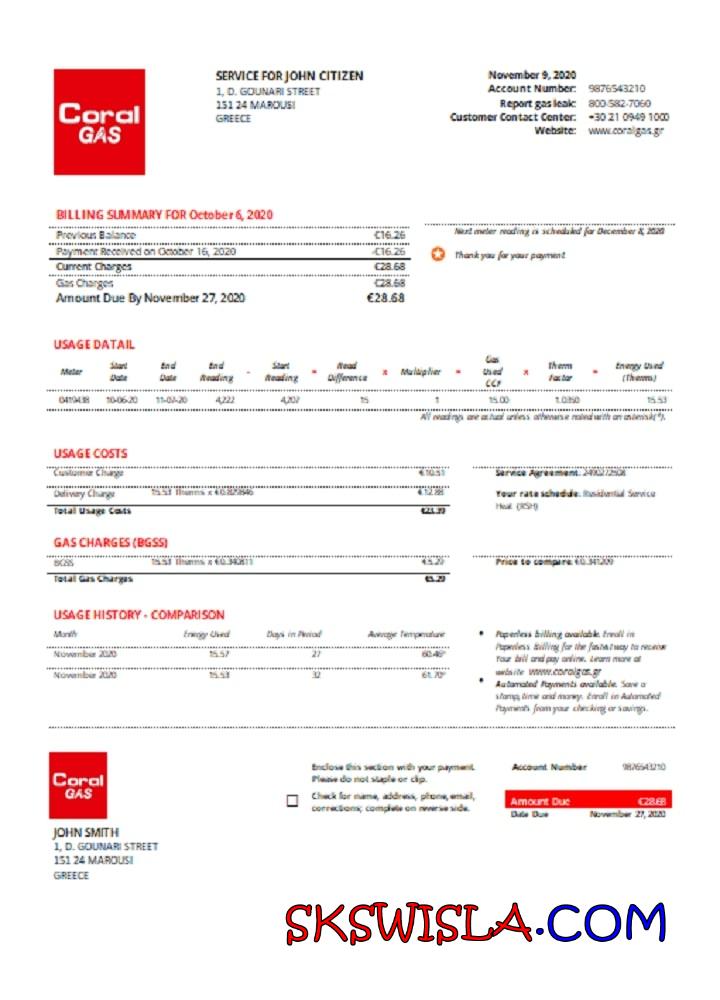 Coral
GAS
SERVICE FOR JOHN CITIZEN
1, D. GOUNARI STREET
151 24 MAROUSI
GREECE
November 9, 2020
Account Number: 9876543210
Report gas leak: 800-582-7060
Customer Contact Center: +30 21 0949 1000
Website: www.coralgas.gr
BILLING SUMMARY FOR October 6, 2020
Previous Balance €16.26
Payment Received on October 16, 2020 -€16.26
Current Charges €28.68
Gas Charges €28.68
Amount Due By November 27, 2020 €28.68
Next meter reading is scheduled for December 8, 2020
Thank you for your payment
USAGE DATAIL
Meter Start Date End Date End Reading - Start Reading = Read Difference x Multiplier = Gas Used CCF x Therm Factor = Energy Used (Therms)
0419438 10-06-20 11-07-20 4,222 4,207 15 1 15.00 1.0350 15.53
All readings are actual unless otherwise noted with an asterisk(*).
USAGE COSTS
Customer Charge €10.51
Delivery Charge 15.53 Therms x €0.829846 €12.88
Total Usage Costs €23.39
Service Agreement: 2490272508
Your rate schedule: Residential Service
Heat (RSH)
GAS CHARGES (BGSS)
BGSS 15.53 Therms x €0.340811 €5.29
Total Gas Charges €5.29
Price to compare: €0.341209
USAGE HISTORY - COMPARISON
Month Energy Used Days in Period Average Temperature
November 2020 15.57 27 60.46°
November 2020 15.53 32 61.70°
• Paperless billing available. Enroll in
Paperless Billing for the fastest way to receive
Your bill and pay online. Learn more at
website www.coralgas.gr
• Automated Payments available. Save a
stamp, time and money. Enroll in Automated
Payments from your checking or savings.
Coral
GAS
JOHN SMITH
1, D. GOUNARI STREET
151 24 MAROUSI
GREECE
Enclose this section with your payment.
Please do not staple or clip.
Check for name, address, phone, email,
corrections; complete on reverse side.
Account Number 9876543210
Amount Due €28.68
Date Due November 27, 2020
SKSWISLA.COM